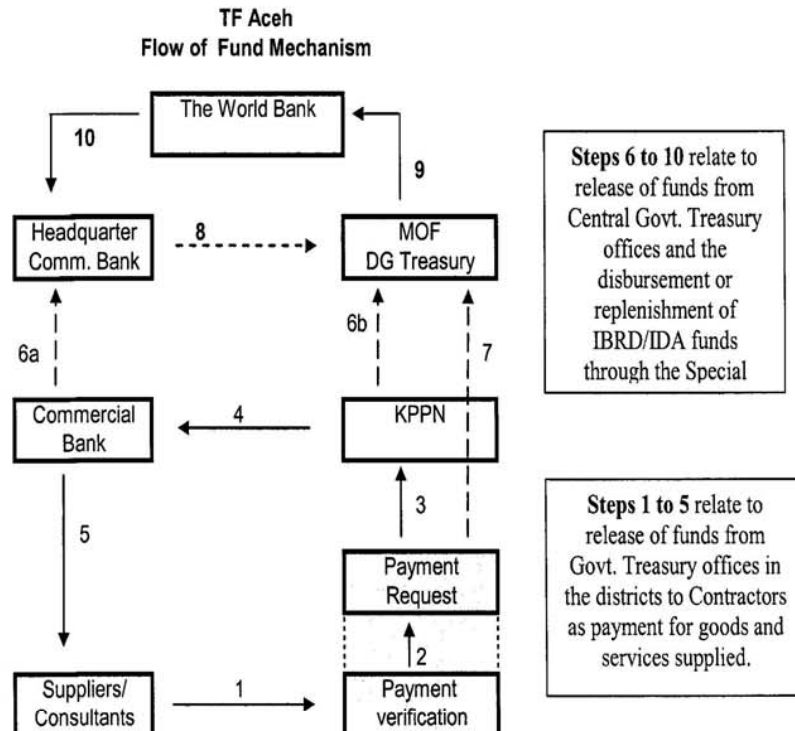 TF Aceh
Flow of Fund Mechanism
The World Bank
10
9
Headquarter
Comm. Bank
8
MOF
DG Treasury
6a
6b
7
Commercial
Bank
4
KPPN
5
3
Payment
Request
2
Suppliers/
Consultants
1
Payment
verification
Steps 6 to 10 relate to
release of funds from
Central Govt. Treasury
offices and the
disbursement or
replenishment of
IBRD/IDA funds
through the Special
Steps 1 to 5 relate to
release of funds from
Govt. Treasury offices in
the districts to Contractors
as payment for goods and
services supplied.